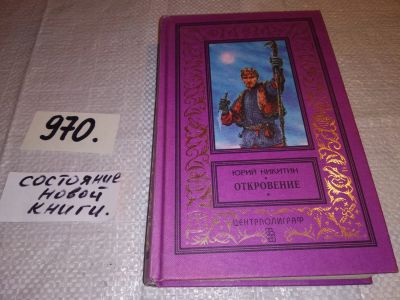 970.
состояние
новой
книги.
ЮРИЙ НИКИТИН
ОТКРОВЕНИЕ
ЦЕНТРПОЛИГРАФ